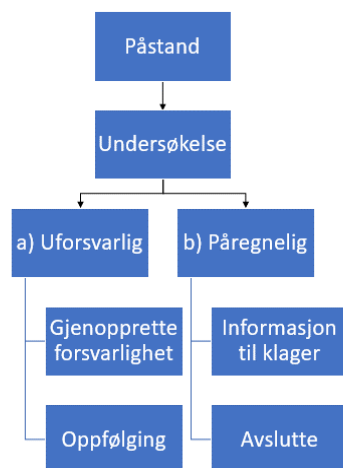 Påstand
Undersøkelse
a) Uforsvarlig
b) Påregnelig
Gjenopprette
forsvarlighet
Informasjon
til klager
Oppfølging
Avslutte